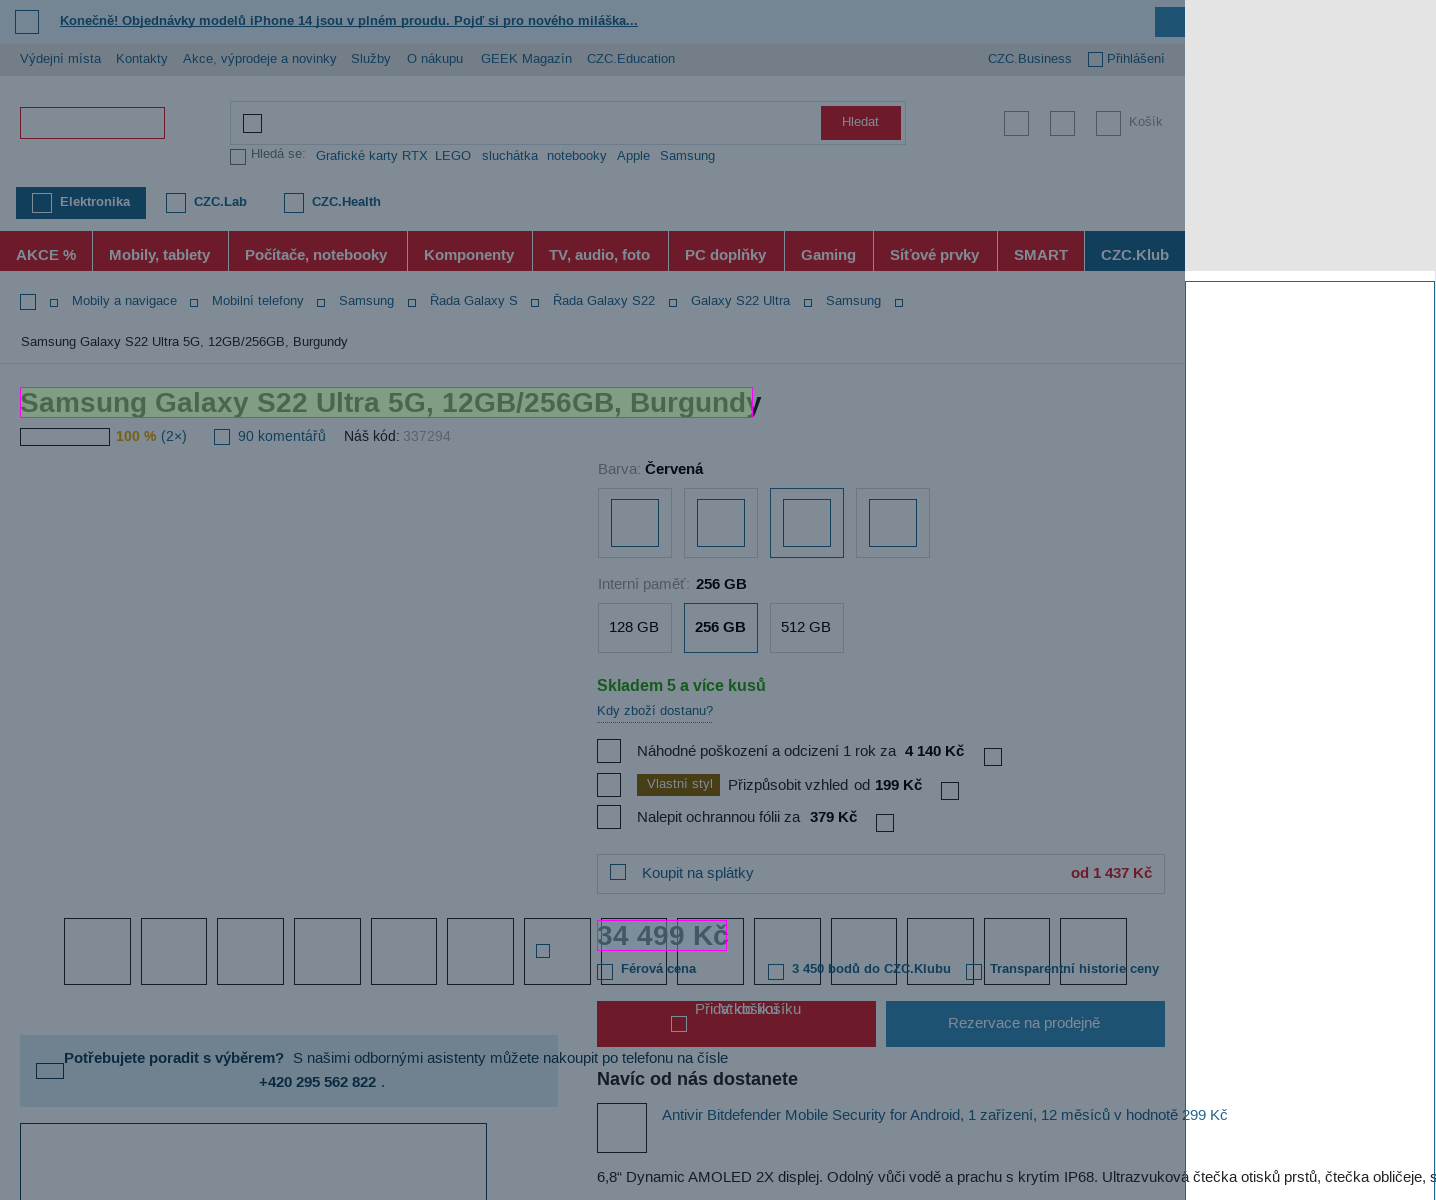 Konečně! Objednávky modelů iPhone 14 jsou v plném proudu. Pojď si pro nového miláška...
Výdejní místa Kontakty Akce, výprodeje a novinky Služby O nákupu GEEK Magazín CZC.Education CZC.Business Přihlášení
Hledat Košík
Hledá se: Grafické karty RTX LEGO sluchátka notebooky Apple Samsung
Elektronika CZC.Lab CZC.Health
AKCE % Mobily, tablety Počítače, notebooky Komponenty TV, audio, foto PC doplňky Gaming Síťové prvky SMART CZC.Klub
Mobily a navigace Mobilní telefony Samsung Řada Galaxy S Řada Galaxy S22 Galaxy S22 Ultra Samsung
Samsung Galaxy S22 Ultra 5G, 12GB/256GB, Burgundy
Samsung Galaxy S22 Ultra 5G, 12GB/256GB, Burgundy
100 % (2×) 90 komentářů Náš kód: 337294
Barva: Červená
Interní paměť: 256 GB
128 GB 256 GB 512 GB
Skladem 5 a více kusů
Kdy zboží dostanu?
Náhodné poškození a odcizení 1 rok za 4 140 Kč
Vlastní styl Přizpůsobit vzhled od 199 Kč
Nalepit ochrannou fólii za 379 Kč
Koupit na splátky od 1 437 Kč
34 499 Kč
Férová cena 3 450 bodů do CZC.Klubu Transparentní historie ceny
Přidat do košíku V košíku
Rezervace na prodejně
Potřebujete poradit s výběrem? S našimi odbornými asistenty můžete nakoupit po telefonu na čísle
+420 295 562 822 .
Navíc od nás dostanete
Antivir Bitdefender Mobile Security for Android, 1 zařízení, 12 měsíců v hodnotě 299 Kč
6,8“ Dynamic AMOLED 2X displej. Odolný vůči vodě a prachu s krytím IP68. Ultrazvuková čtečka otisků prstů, čtečka obličeje, s